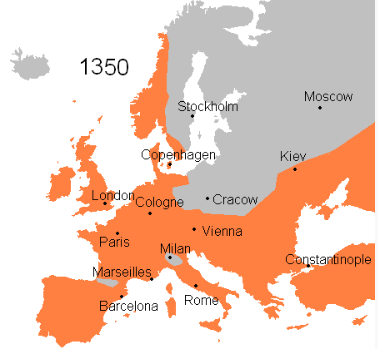 1350
Stockholm
Moscow
Copenhagen
Kiev
London
Cologne
Cracow
Paris
Vienna
Milan
Constantinople
Marseilles
Barcelona
Rome